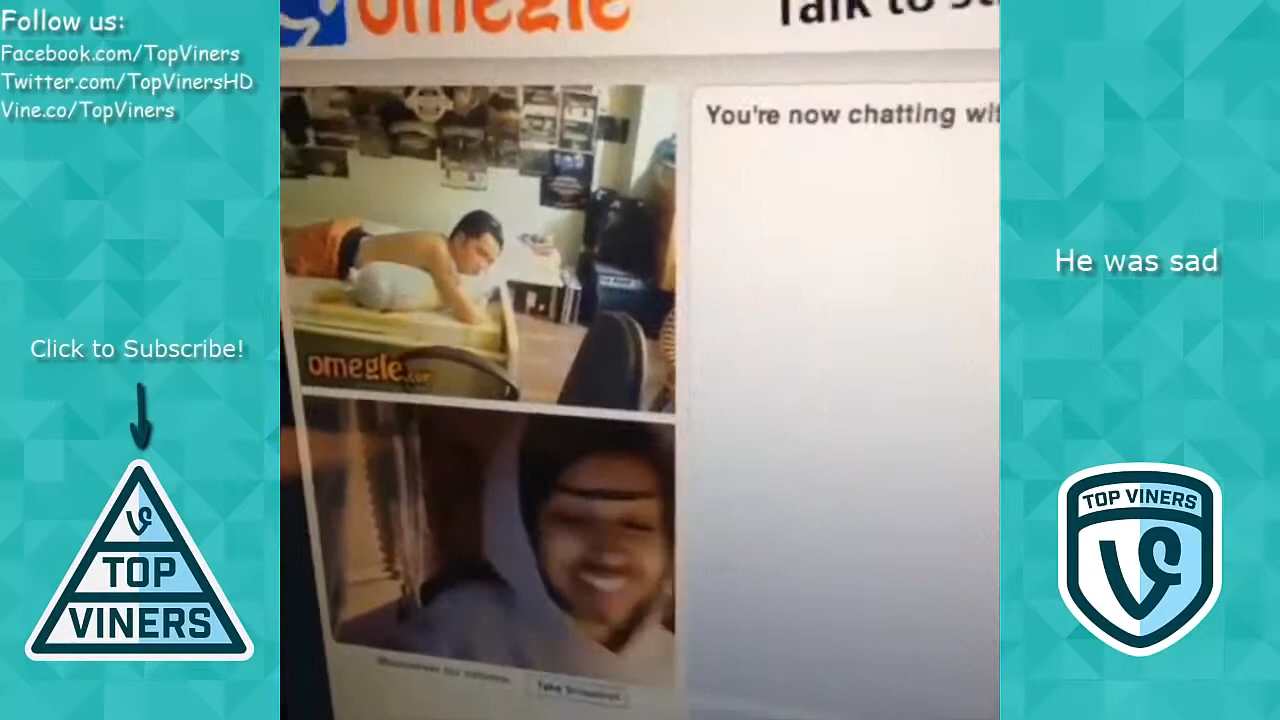 Follow us:
Facebook.com/TopViners
Twitter.com/TopVinersHD
Vine.co/TopViners
omegle
Talk to
You're now chatting
omegle.com
He was sad
Click to Subscribe!
TOP
VINERS
TOP VINERS